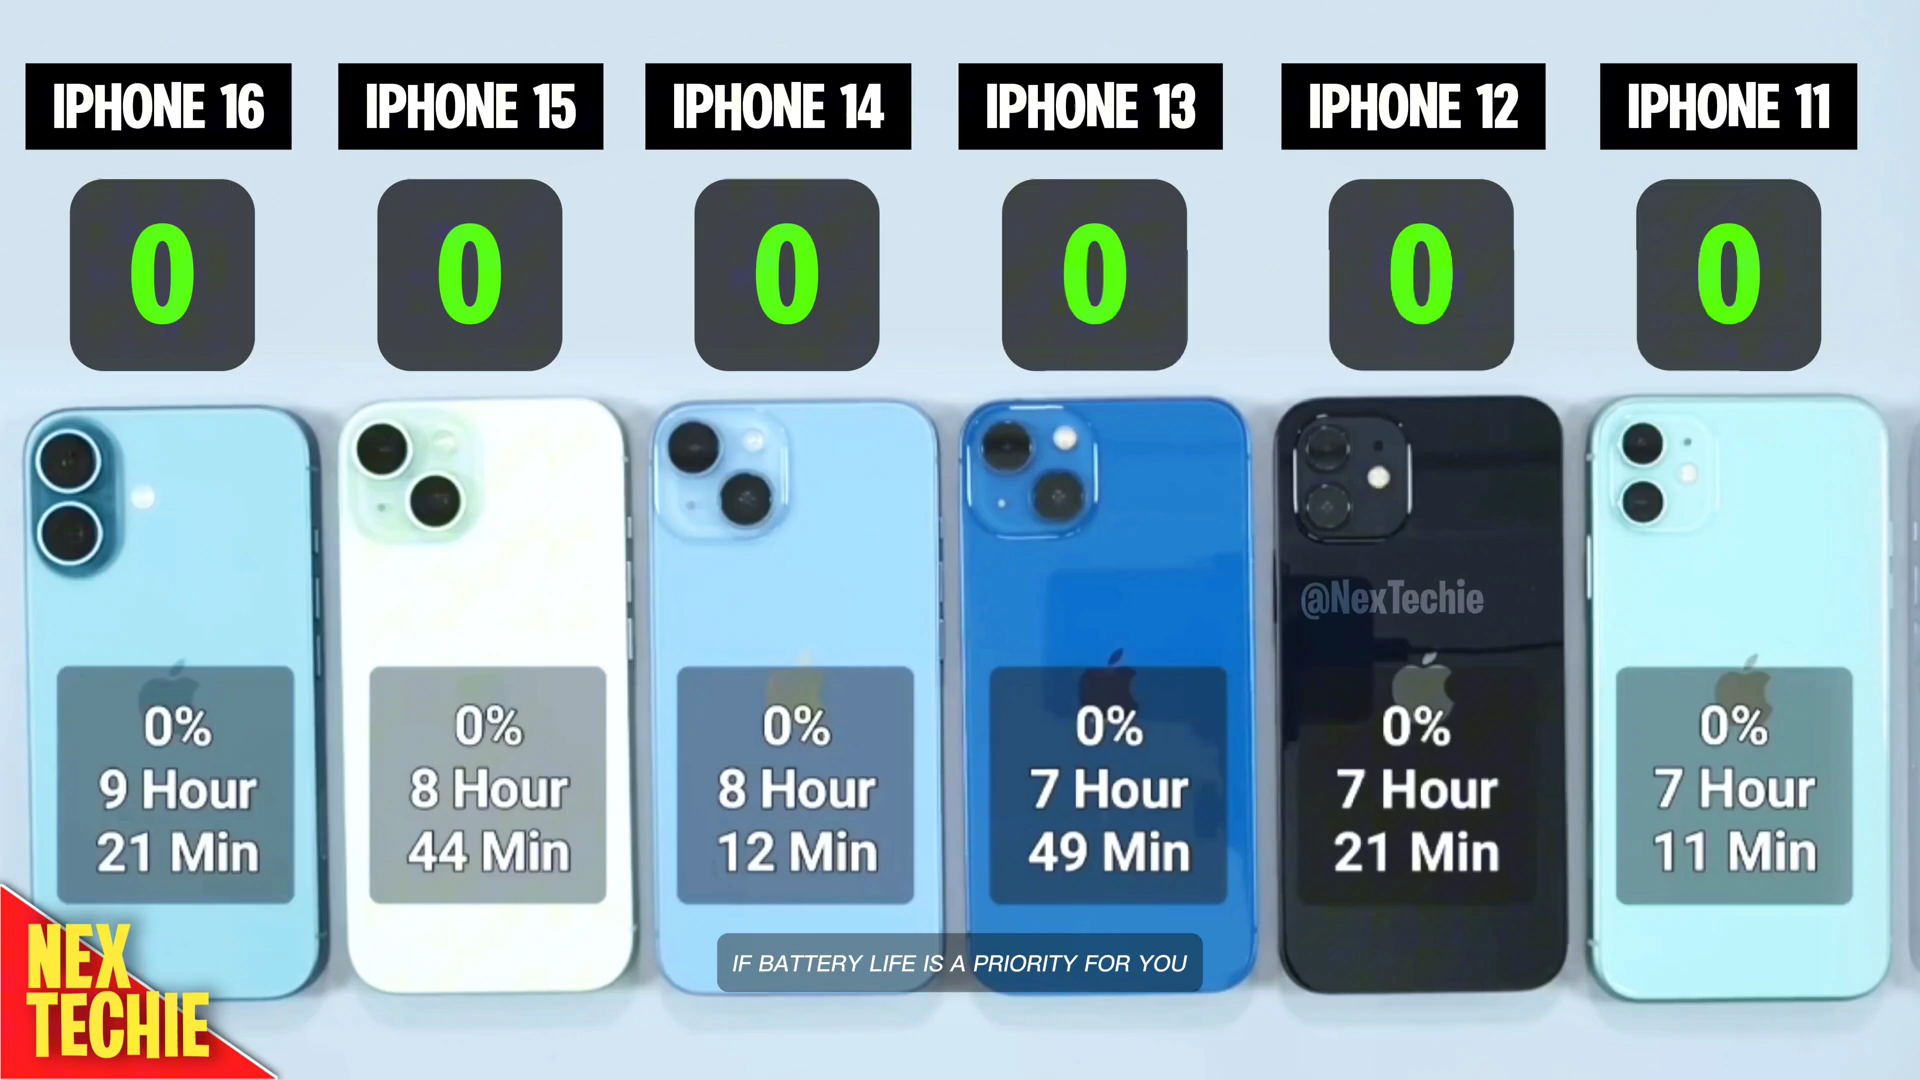 IPHONE 16
IPHONE 15
IPHONE 14
IPHONE 13
IPHONE 12
IPHONE 11
0
0
0
0
0
0
@NexTechie
0%
9 Hour
21 Min
0%
8 Hour
44 Min
0%
8 Hour
12 Min
0%
7 Hour
49 Min
0%
7 Hour
21 Min
0%
7 Hour
11 Min
IF BATTERY LIFE IS A PRIORITY FOR YOU
NEX
TECHIE